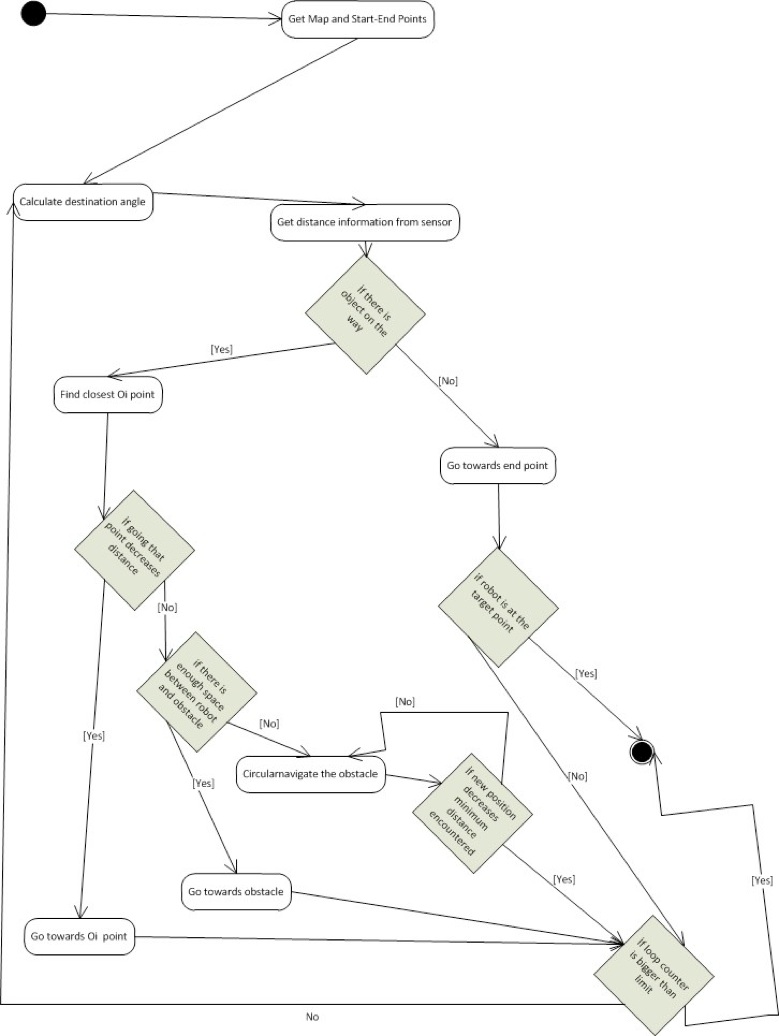 Get Map and Start-End Points
Calculate destination angle
Get distance information from sensor
if there is
object on the
way
[Yes]
[No]
Find closest Oi point
Go towards end point
if going that
point decreases
distance
[No]
if robot is at the
target point
[Yes]
if there is
enough space
between robot
and obstacle
[No]
[No]
[Yes]
Circularnavigate the obstacle
[Yes]
[No]
if new position
decreases
minimum
distance
encountered
[Yes]
[Yes]
Go towards obstacle
Go towards Oi point
if loop counter
is bigger than
limit
No